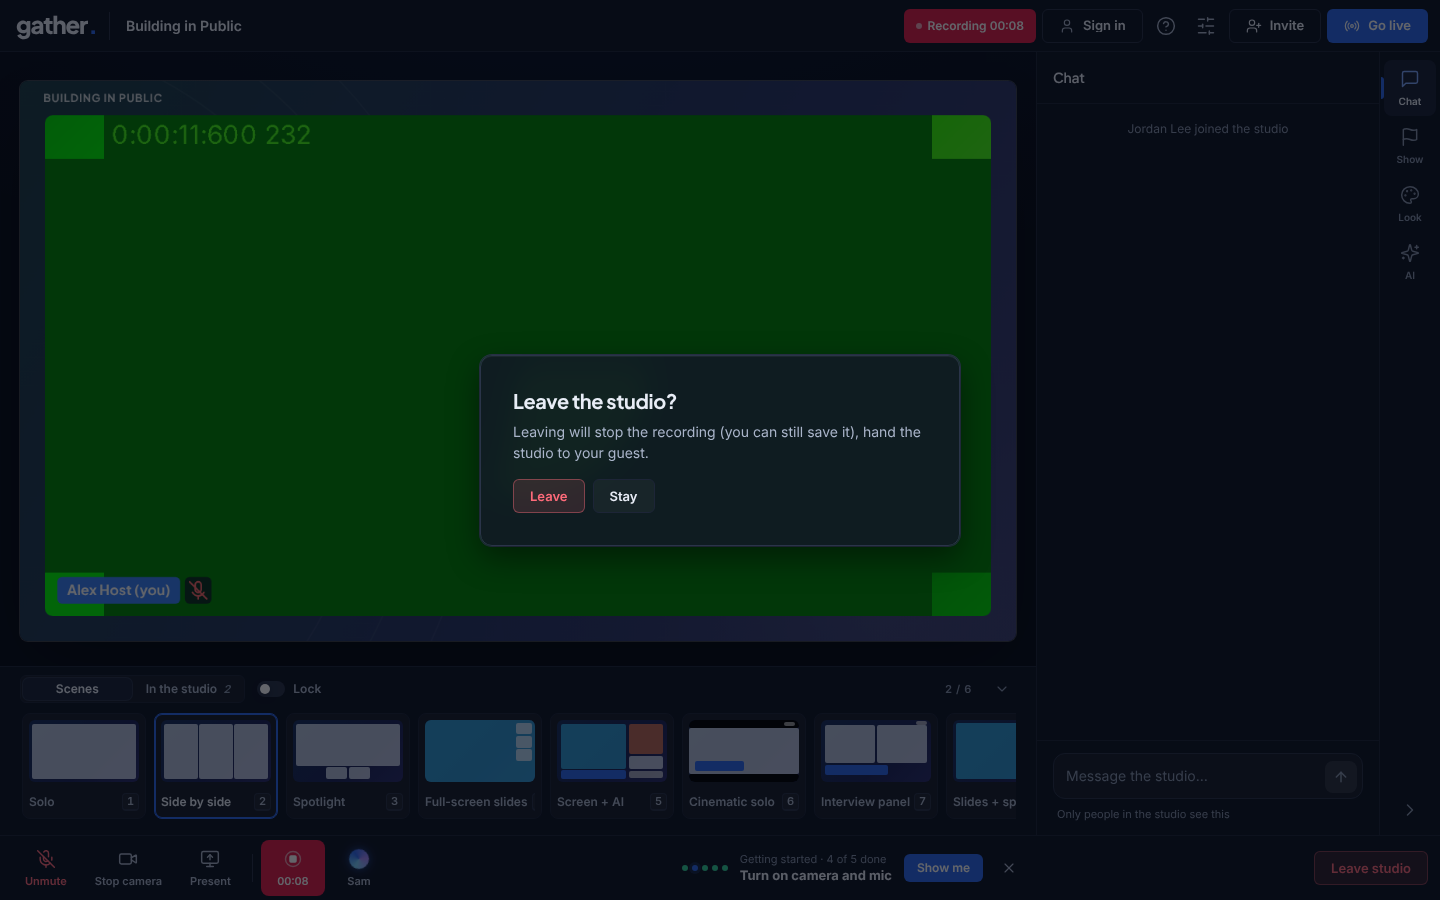 gather.
Building in Public
Recording 00:08
Sign in
Invite
Go live
BUILDING IN PUBLIC
0:00:11:600 232
Chat
Jordan Lee joined the studio
Chat
Show
Look
AI
Leave the studio?
Leaving will stop the recording (you can still save it), hand the
studio to your guest.
Leave
Stay
Alex Host (you)
Scenes
In the studio 2
Lock
2 / 6
Solo 1
Side by side 2
Spotlight 3
Full-screen slides
Screen + AI 5
Cinematic solo 6
Interview panel 7
Slides + sp
Message the studio...
Only people in the studio see this
Unmute
Stop camera
Present
00:08
Sam
Getting started · 4 of 5 done
Turn on camera and mic
Show me
Leave studio